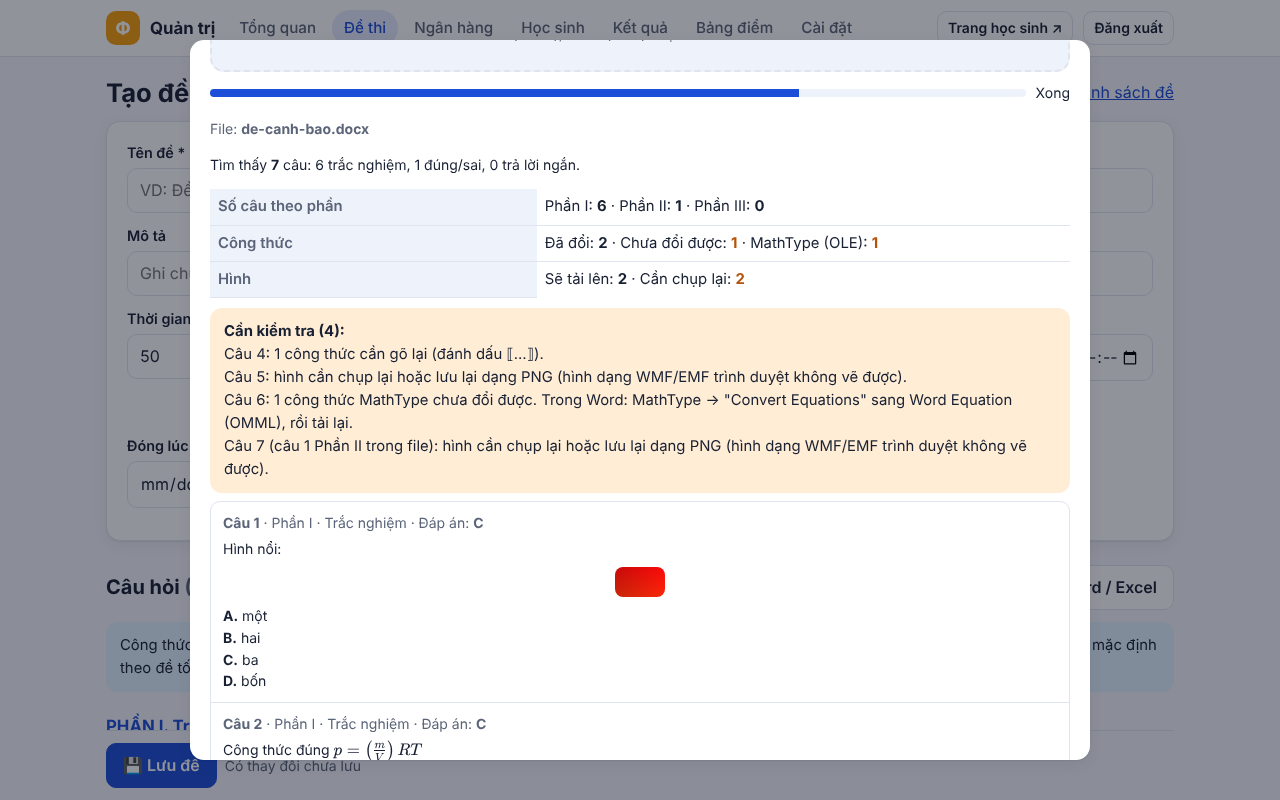 Φ Quản trị Tổng quan Đề thi Ngân hàng Học sinh Kết quả Bảng điểm Cài đặt Trang học sinh ↗ Đăng xuất
Tạo đề
nh sách đề
Xong
File: de-canh-bao.docx
Tên đề *
VD: Đề
Tìm thấy 7 câu: 6 trắc nghiệm, 1 đúng/sai, 0 trả lời ngắn.
Số câu theo phần Phần I: 6 · Phần II: 1 · Phần III: 0
Mô tả
Công thức Đã đổi: 2 · Chưa đổi được: 1 · MathType (OLE): 1
Ghi ch
Hình Sẽ tải lên: 2 · Cần chụp lại: 2
Thời gian
50
Cần kiểm tra (4):
Câu 4: 1 công thức cần gõ lại (đánh dấu ⟦...⟧).
Câu 5: hình cần chụp lại hoặc lưu lại dạng PNG (hình dạng WMF/EMF trình duyệt không vẽ được).
Câu 6: 1 công thức MathType chưa đổi được. Trong Word: MathType → "Convert Equations" sang Word Equation
(OMML), rồi tải lại.
Câu 7 (câu 1 Phần II trong file): hình cần chụp lại hoặc lưu lại dạng PNG (hình dạng WMF/EMF trình duyệt không vẽ
được).
-:--
Đóng lúc
mm/dd
Câu 1 · Phần I · Trắc nghiệm · Đáp án: C
Hình nổi:
A. một
B. hai
C. ba
D. bốn
Câu hỏi (
rd / Excel
Công thức
mặc định
theo đề tố
PHẦN I. Tr
Câu 2 · Phần I · Trắc nghiệm · Đáp án: C
Công thức đúng p = (m/V) RT
💾 Lưu đề Có thay đổi chưa lưu